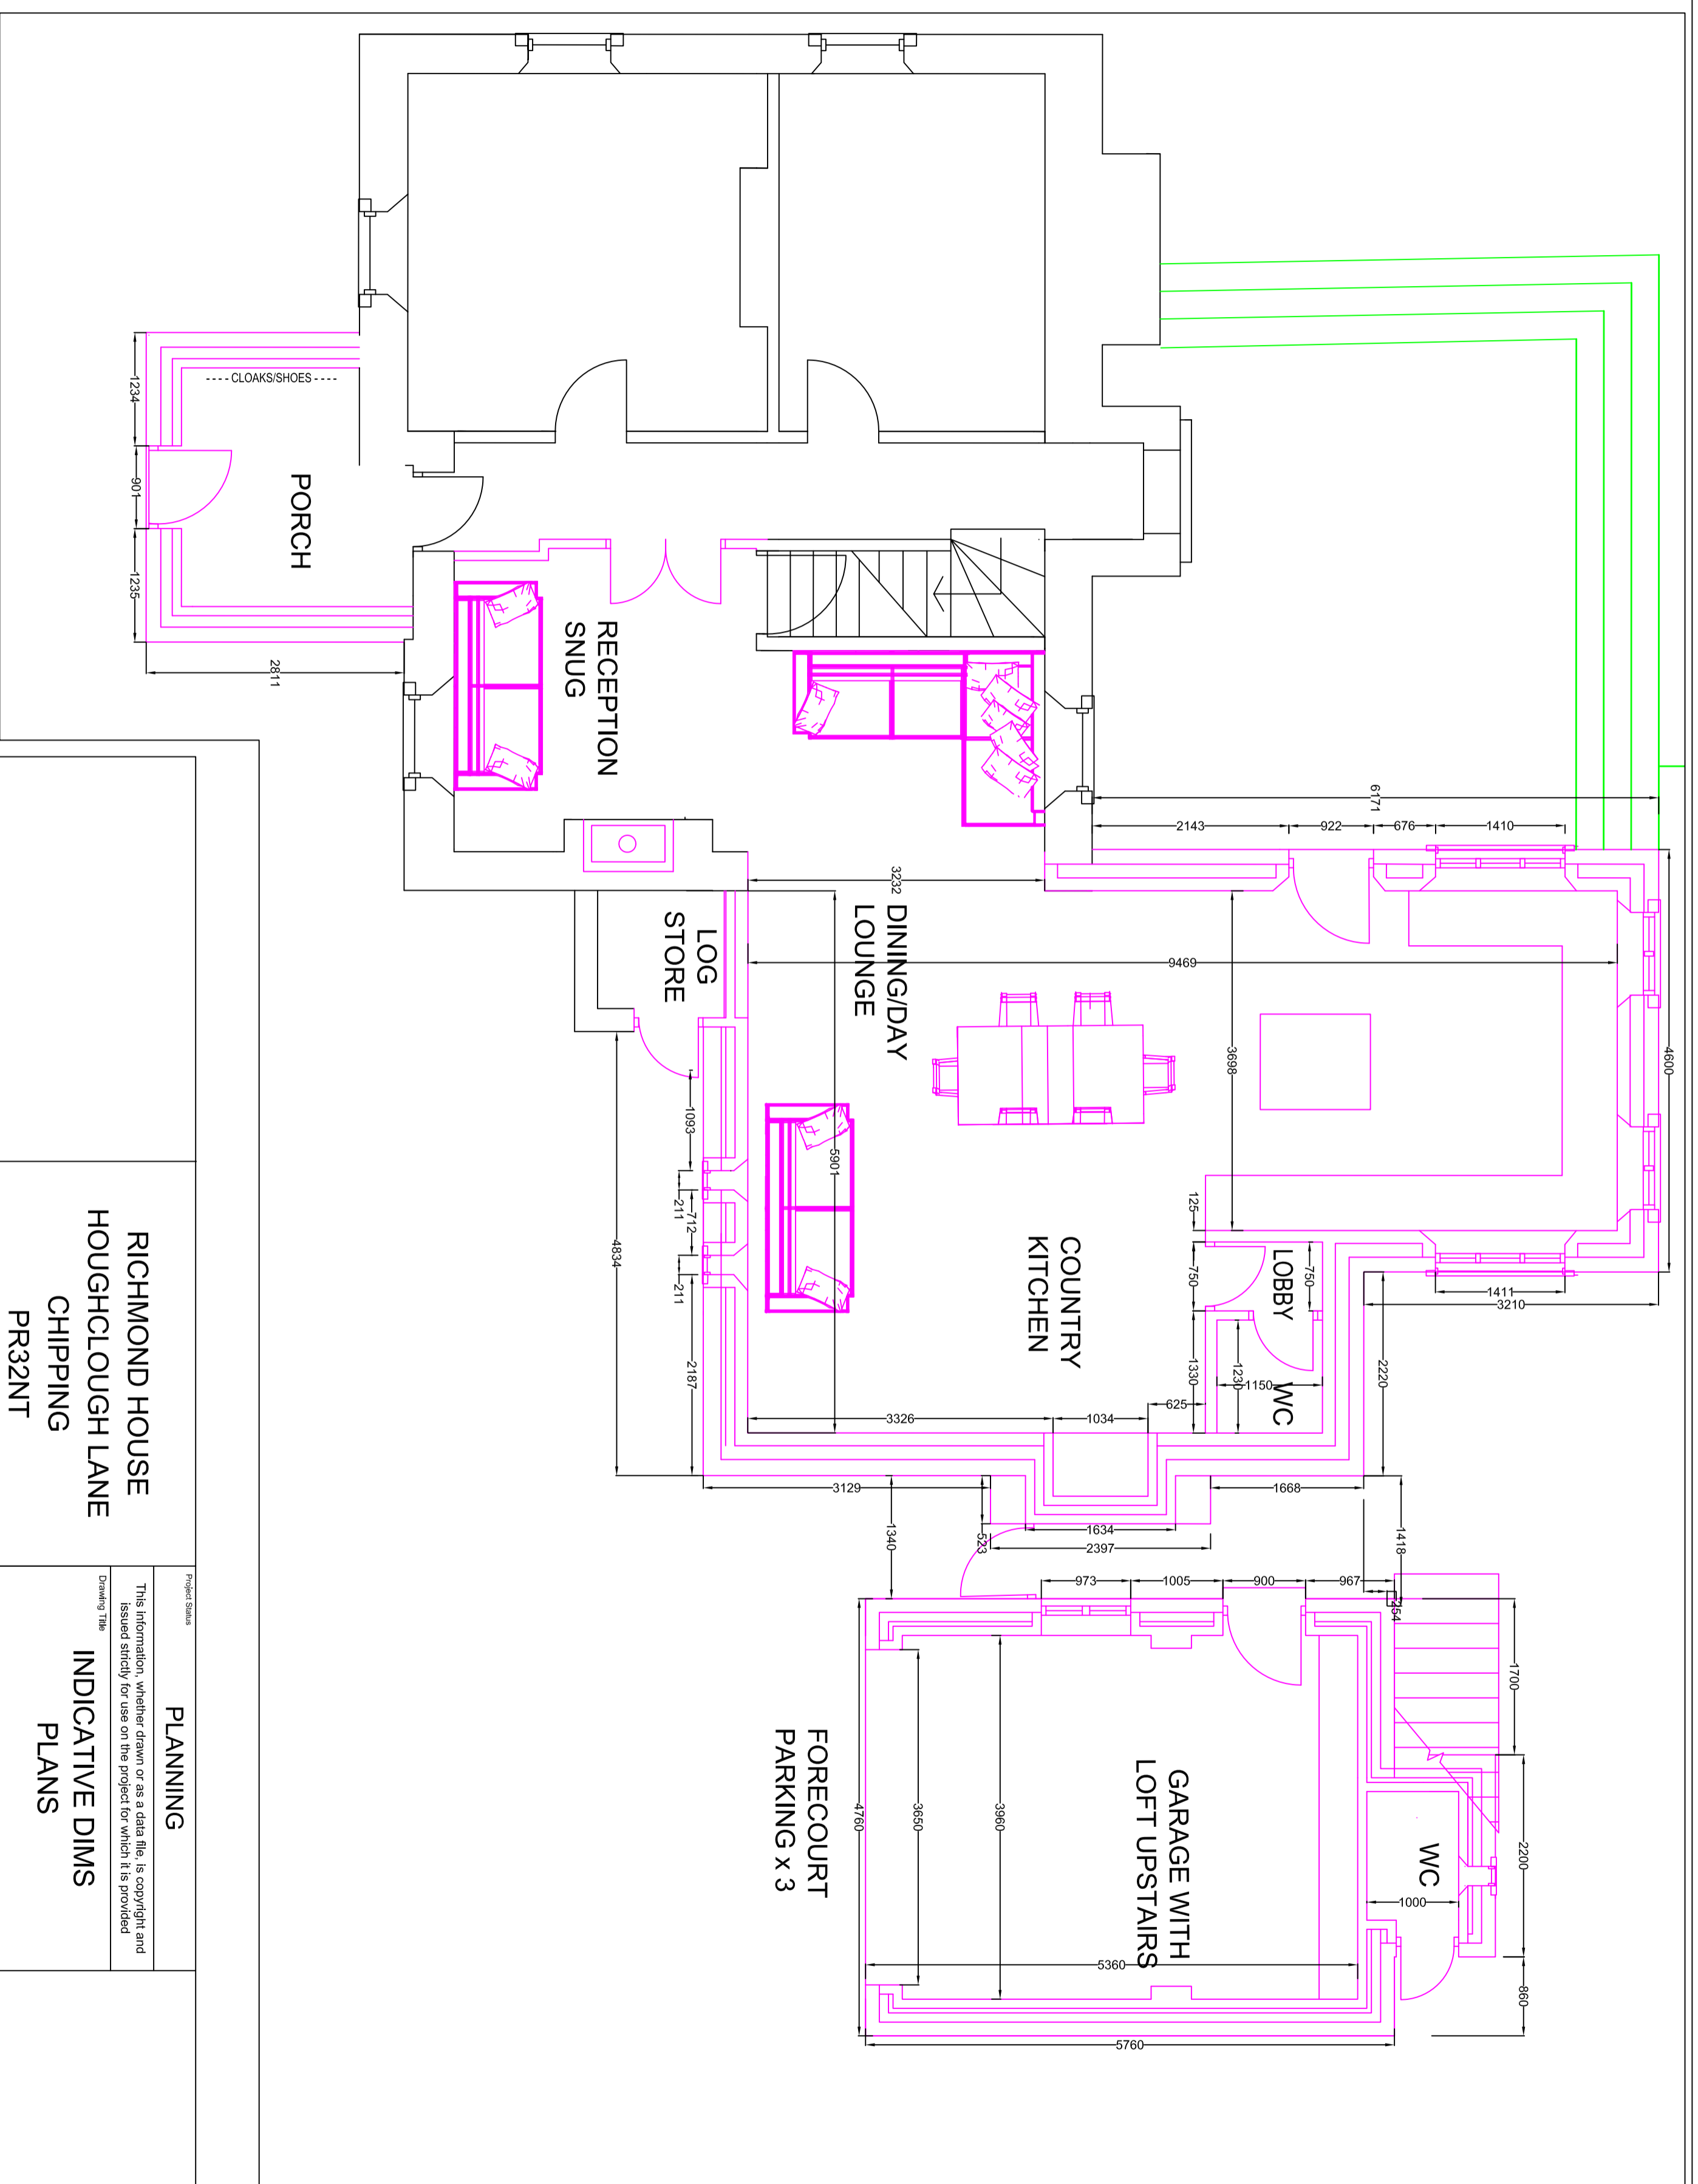 ---- CLOAKS/SHOES ----
PORCH
1234
901
1235
2811
RECEPTION
SNUG
6171
2143
922
676
1410
4600
3232
DINING/DAY
LOUNGE
LOG
STORE
9469
3698
5901
1093
211
712
211
4834
2187
125
750
750
LOBBY
1411
3210
COUNTRY
KITCHEN
1330
1230
1150
WC
2220
625
3326
1034
3129
1668
1340
523
1634
2397
1418
973
1005
900
967
254
1700
2200
860
WC
1000
GARAGE WITH
LOFT UPSTAIRS
FORECOURT
PARKING x 3
4760
3650
3960
5360
5760
RICHMOND HOUSE
HOUGHCLOUGH LANE
CHIPPING
PR32NT
Project Status
PLANNING
This information, whether drawn or as a data file, is copyright and
issued strictly for use on the project for which it is provided
Drawing Title
INDICATIVE DIMS
PLANS